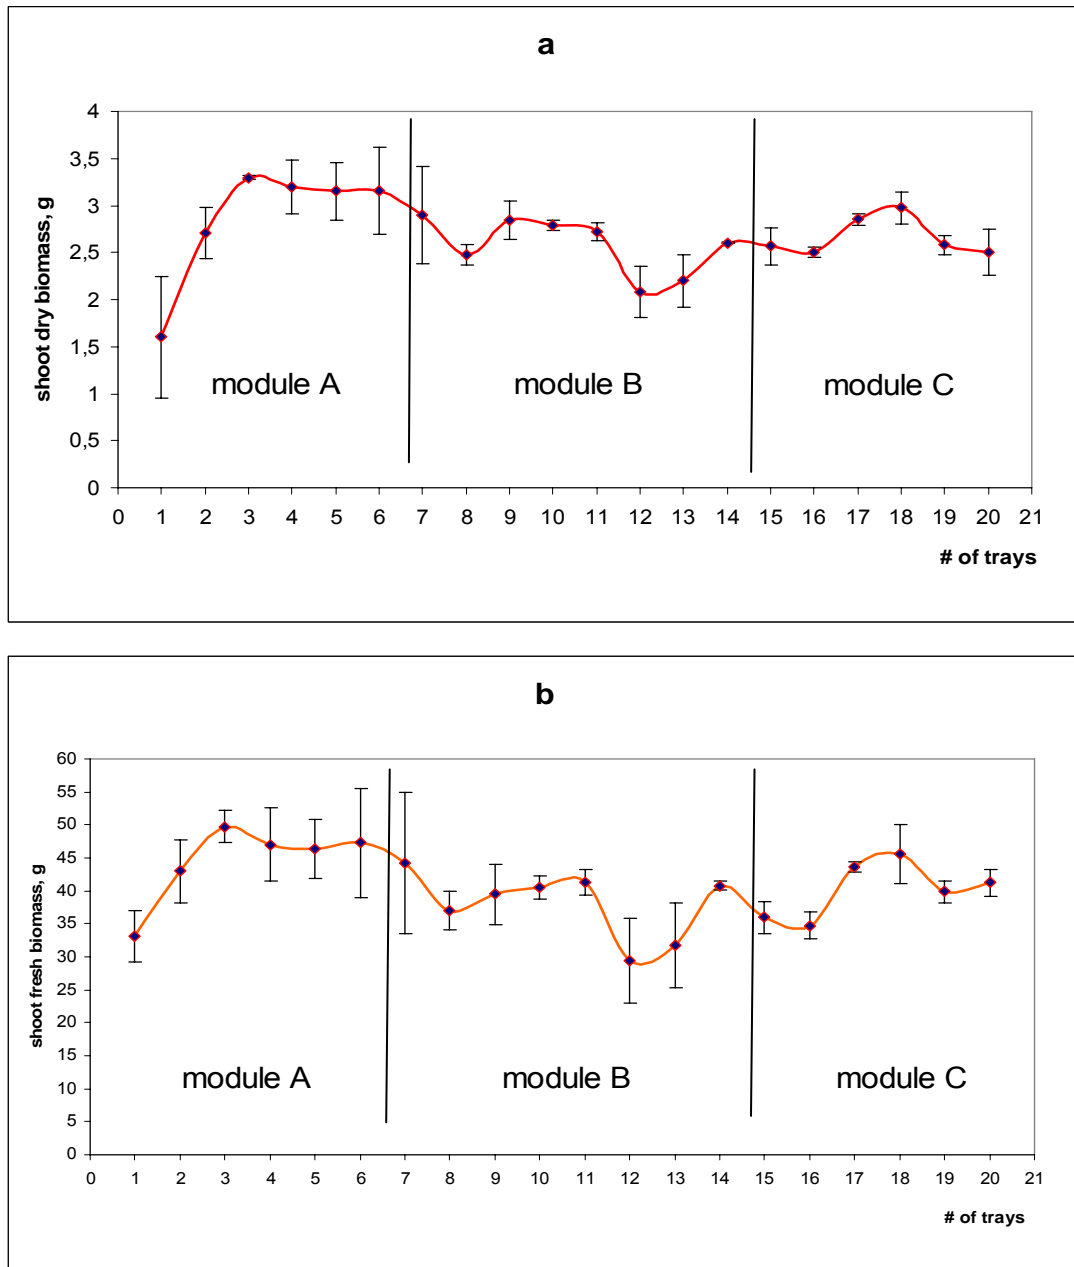 a
4
3,5
3
2,5
2
1,5
1
0,5
0
shoot dry biomass, g
module A module B module C
0 1 2 3 4 5 6 7 8 9 10 11 12 13 14 15 16 17 18 19 20 21
# of trays
b
60
55
50
45
40
35
30
25
20
15
10
5
0
shoot fresh biomass, g
module A module B module C
0 1 2 3 4 5 6 7 8 9 10 11 12 13 14 15 16 17 18 19 20 21
# of trays